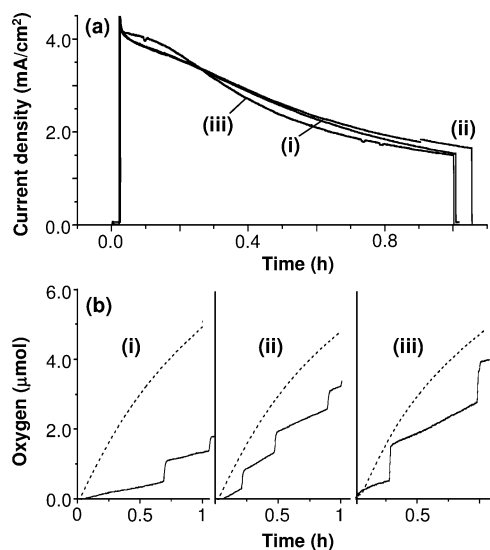 (a)
Current density (mA/cm²)
4.0
2.0
0.0
(iii)
(i)
(ii)
0.0
0.4
0.8
Time (h)
(b)
Oxygen (μmol)
6.0
4.0
2.0
0.0
(i)
(ii)
(iii)
0
0.5
1
0.5
1
0.5
Time (h)
Time (h)